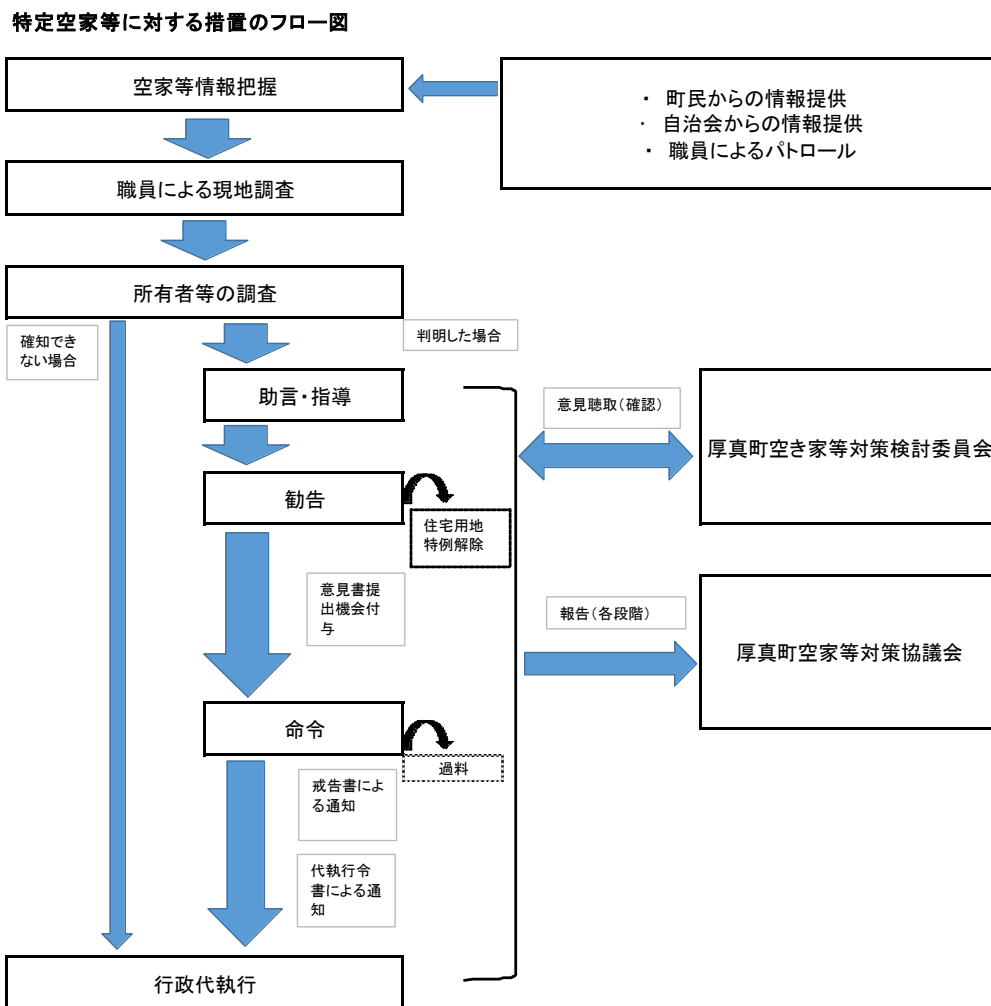 特定空家等に対する措置のフロー図
空家等情報把握
・ 町民からの情報提供
・ 自治会からの情報提供
・ 職員によるパトロール
職員による現地調査
所有者等の調査
確知でき
ない場合
判明した場合
助言・指導
意見聴取(確認)
厚真町空き家等対策検討委員会
勧告
住宅用地
特例解除
意見書提
出機会付
与
報告(各段階)
厚真町空家等対策協議会
命令
過料
戒告書によ
る通知
代執行令
書による通
知
行政代執行